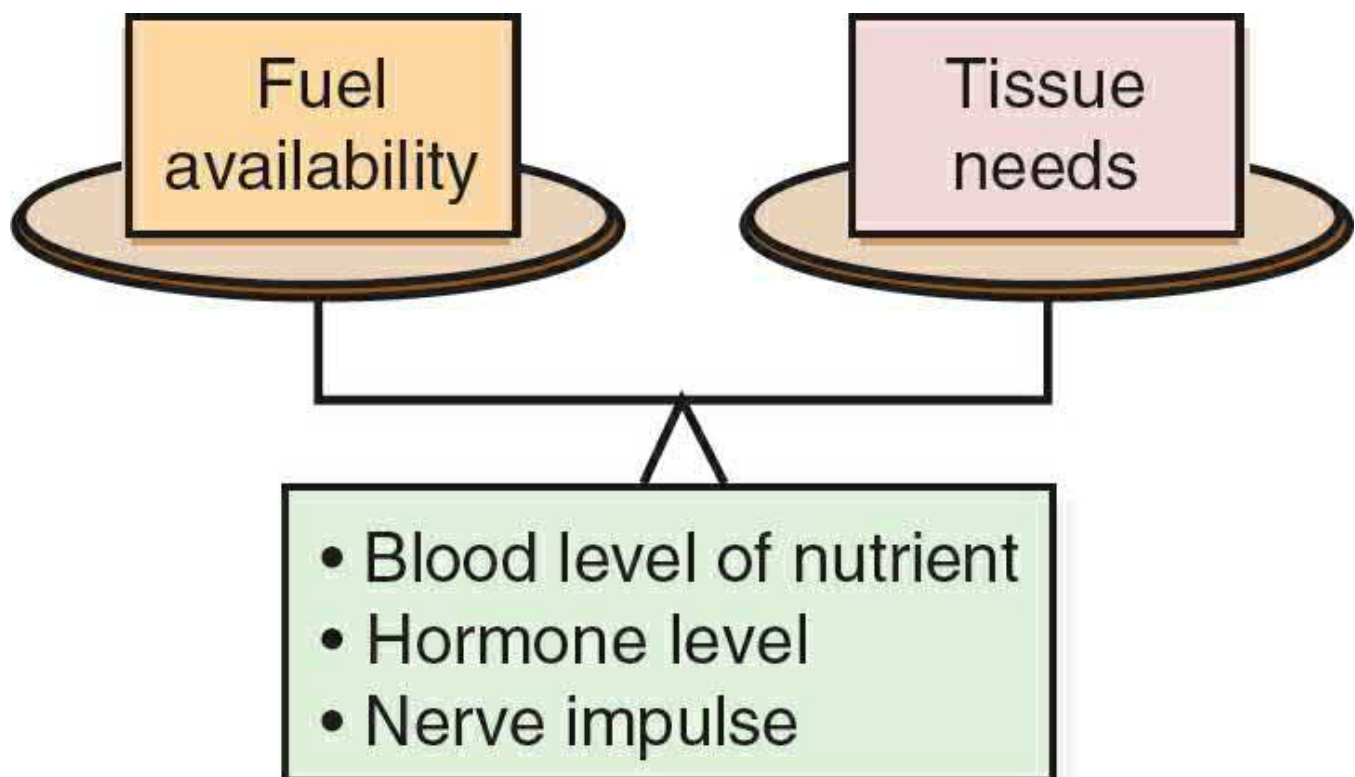 Fuel
availability
Tissue
needs
• Blood level of nutrient
• Hormone level
• Nerve impulse